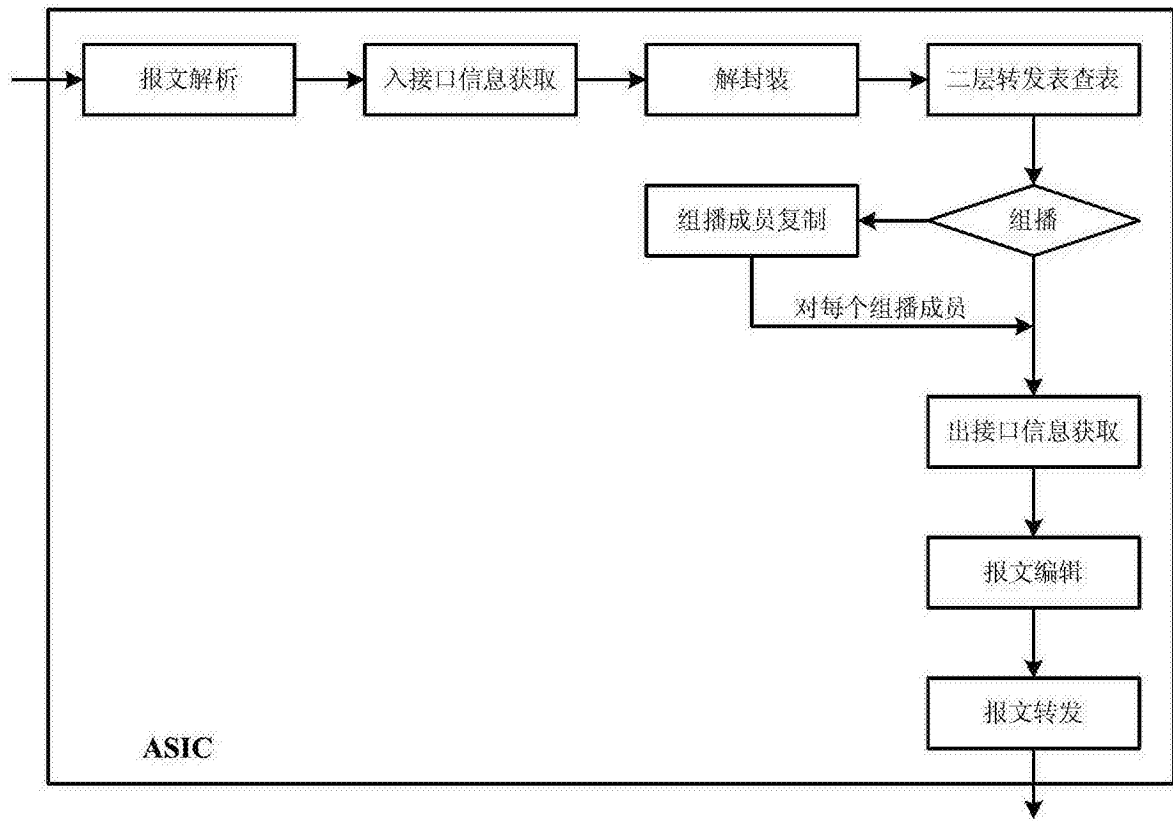 报文解析
入接口信息获取
解封装
二层转发表查表
组播成员复制
组播
对每个组播成员
出接口信息获取
报文编辑
报文转发
ASIC